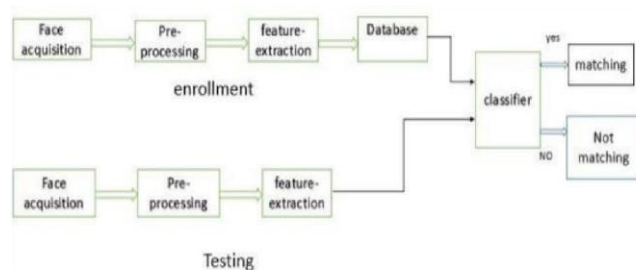 Face
acquisition
Pre-
processing
feature-
extraction
Database
enrollment
classifier
yes
matching
NO
Not
matching
Face
acquisition
Pre-
processing
feature-
extraction
Testing